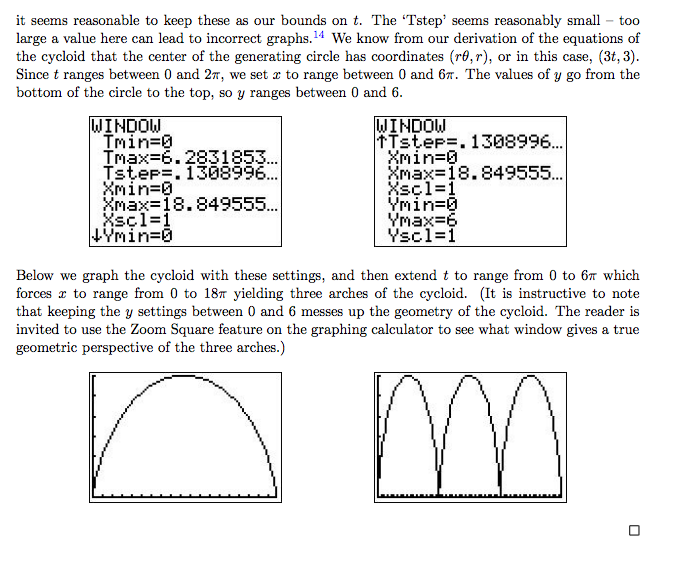 it seems reasonable to keep these as our bounds on t. The ‘Tstep’ seems reasonably small – too
large a value here can lead to incorrect graphs.14 We know from our derivation of the equations of
the cycloid that the center of the generating circle has coordinates (rθ, r), or in this case, (3t, 3).
Since t ranges between 0 and 2π, we set x to range between 0 and 6π. The values of y go from the
bottom of the circle to the top, so y ranges between 0 and 6.
WINDOW
Tmin=0
Tmax=6.2831853…
Tstep=.1308996…
Xmin=0
Xmax=18.849555…
Xscl=1
↓Ymin=0
WINDOW
↑Tstep=.1308996…
Xmin=0
Xmax=18.849555…
Xscl=1
Ymin=0
Ymax=6
Yscl=1
Below we graph the cycloid with these settings, and then extend t to range from 0 to 6π which
forces x to range from 0 to 18π yielding three arches of the cycloid. (It is instructive to note
that keeping the y settings between 0 and 6 messes up the geometry of the cycloid. The reader is
invited to use the Zoom Square feature on the graphing calculator to see what window gives a true
geometric perspective of the three arches.)